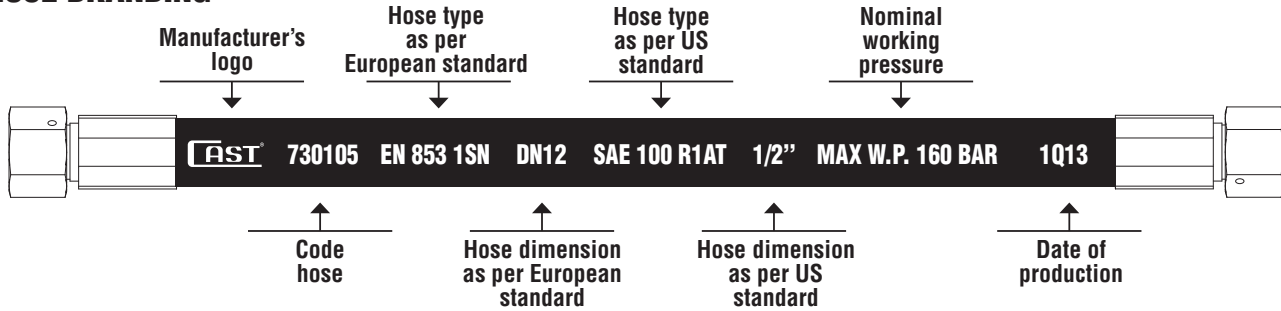 HOSE BRANDING
Manufacturer's
logo
Hose type
as per
European standard
Hose type
as per US
standard
Nominal
working
pressure
CAST® 730105 EN 853 1SN DN12 SAE 100 R1AT 1/2’’ MAX W.P. 160 BAR 1Q13
Code
hose
Hose dimension
as per European
standard
Hose dimension
as per US
standard
Date of
production